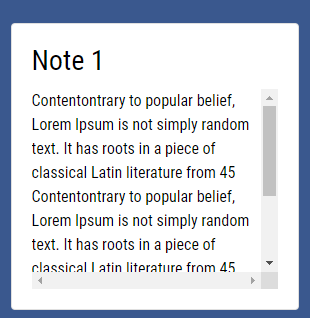 Note 1
Contentontrary to popular belief,
Lorem Ipsum is not simply random
text. It has roots in a piece of
classical Latin literature from 45
Contentontrary to popular belief,
Lorem Ipsum is not simply random
text. It has roots in a piece of
classical Latin literature from 45